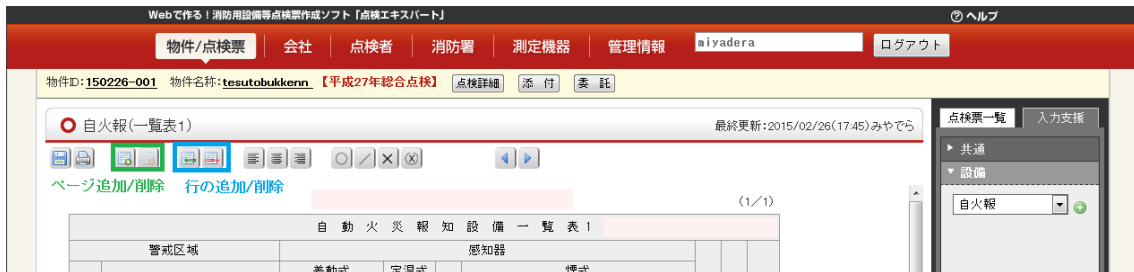 Webで作る！消防用設備等点検票作成ソフト「点検エキスパート」
ヘルプ
物件/点検票 会社 点検者 消防署 測定機器 管理情報 miyadera ログアウト
物件ID:150226-001 物件名称:tesutobukkenn 【平成27年総合点検】 点検詳細 添 付 委 託
自火報(一覧表1)
最終更新:2015/02/26(17:45)みやでら
点検票一覧 入力支援
共通
設備
自火報
ページ追加/削除 行の追加/削除
(1/1)
自 動 火 災 報 知 設 備 一 覧 表 1
警戒区域 感知器
差動式 定温式 煙式